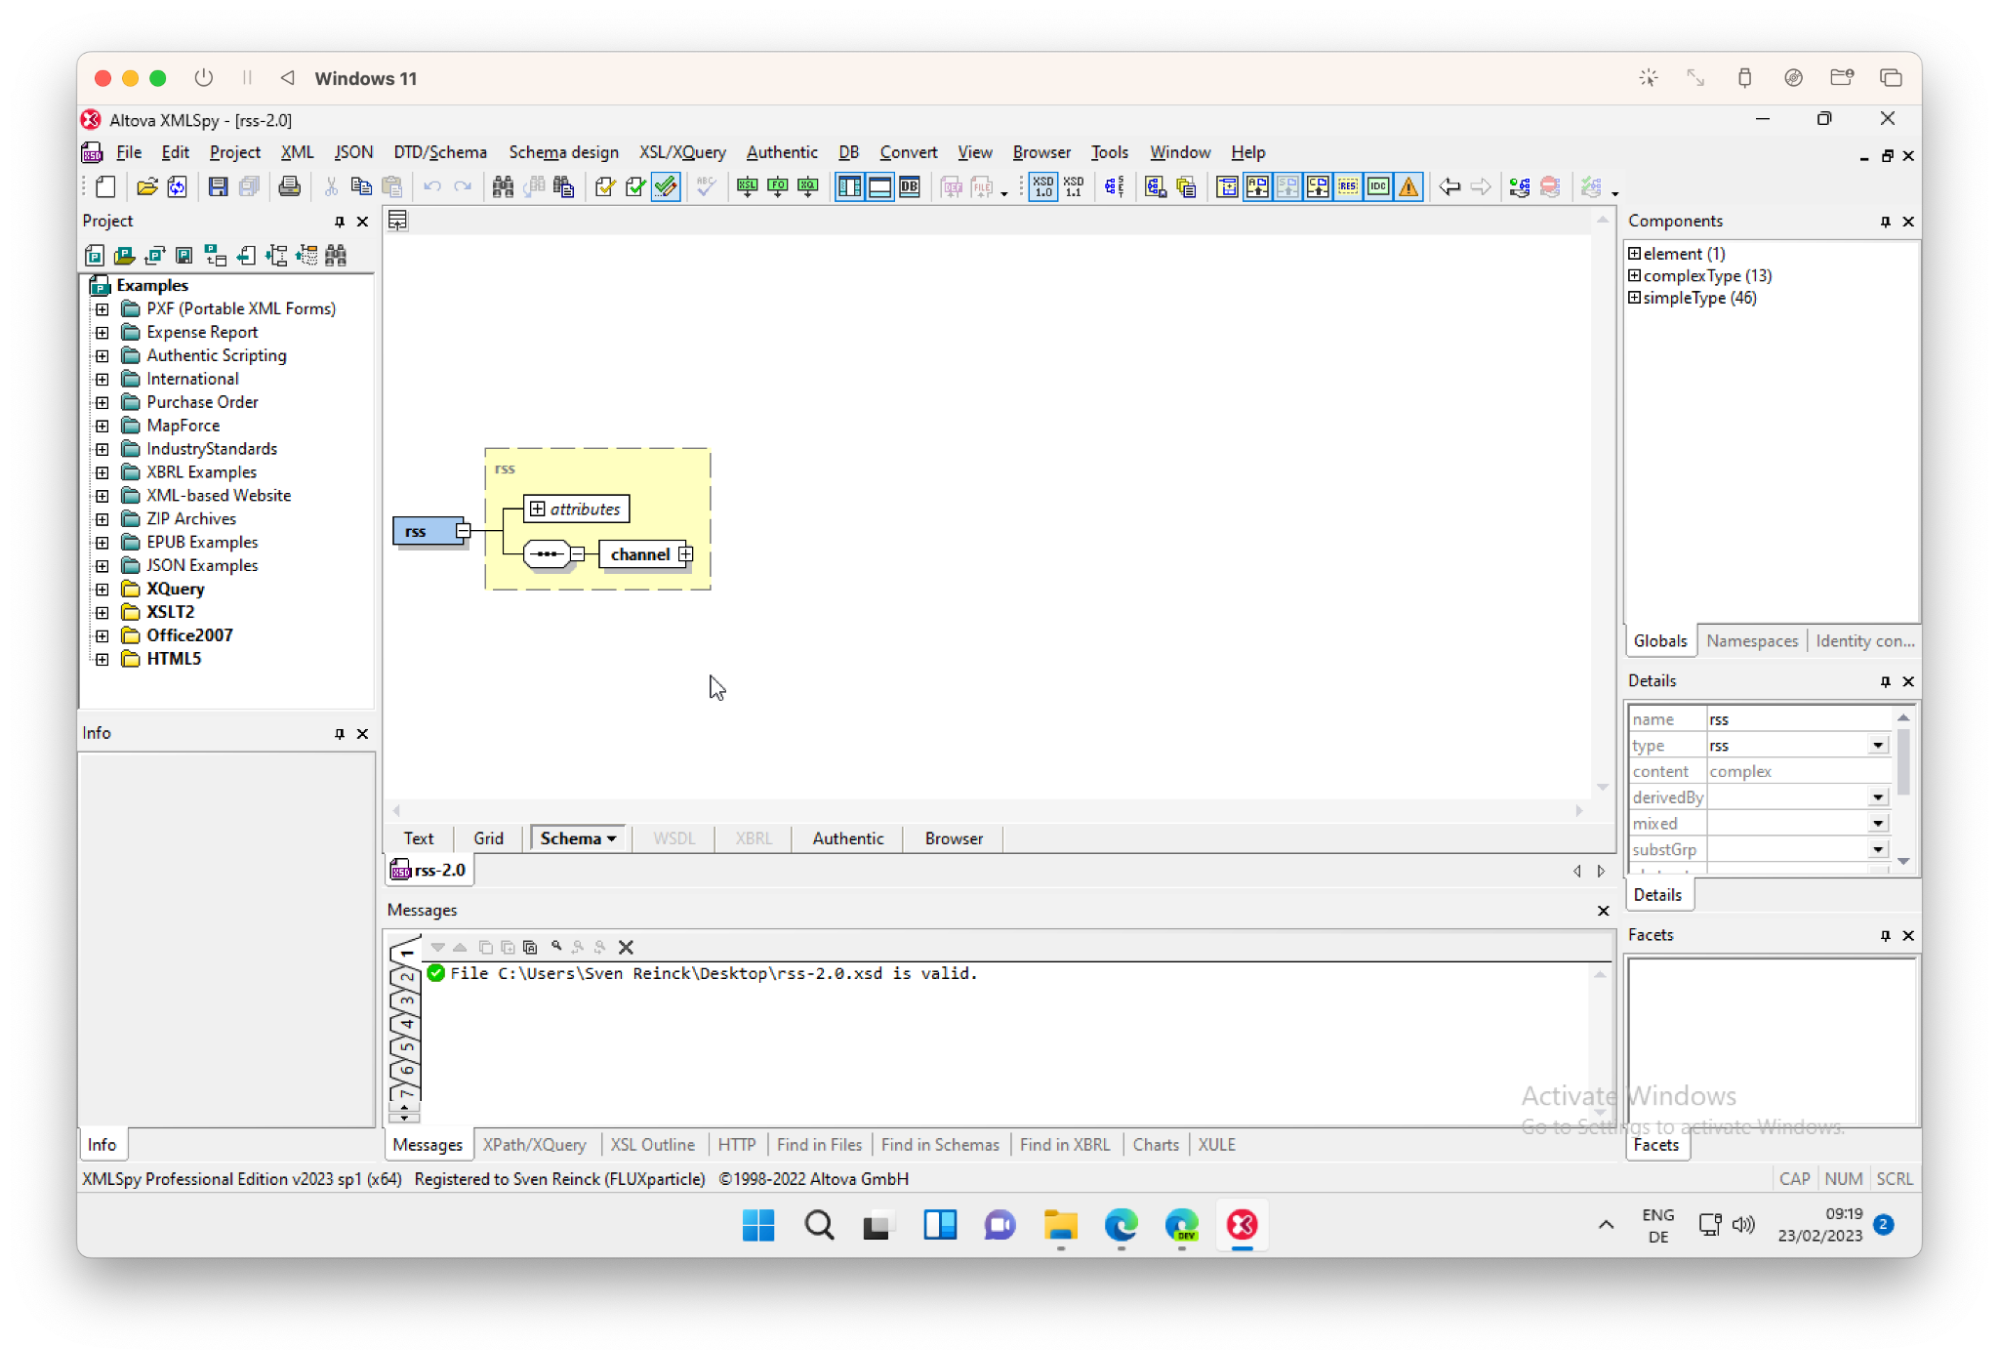 Windows 11
Altova XMLSpy - [rss-2.0]
File Edit Project XML JSON DTD/Schema Schema design XSL/XQuery Authentic DB Convert View Browser Tools Window Help
XSD 1.0 XSD 1.1
Project
Examples
PXF (Portable XML Forms)
Expense Report
Authentic Scripting
International
Purchase Order
MapForce
IndustryStandards
XBRL Examples
XML-based Website
ZIP Archives
EPUB Examples
JSON Examples
XQuery
XSLT2
Office2007
HTML5
Info
Info
rss
attributes
rss
channel
Text Grid Schema WSDL XBRL Authentic Browser
rss-2.0
Messages
1
2
3
4
5
6
7
File C:\Users\Sven Reinck\Desktop\rss-2.0.xsd is valid.
Messages XPath/XQuery XSL Outline HTTP Find in Files Find in Schemas Find in XBRL Charts XULE
Components
element (1)
complexType (13)
simpleType (46)
Globals Namespaces Identity con...
Details
name rss
type rss
content complex
derivedBy
mixed
substGrp
Details
Facets
Activate Windows
Go to Settings to activate Windows.
Facets
XMLSpy Professional Edition v2023 sp1 (x64) Registered to Sven Reinck (FLUXparticle) ©1998-2022 Altova GmbH
CAP NUM SCRL
ENG
DE
09:19
23/02/2023
2